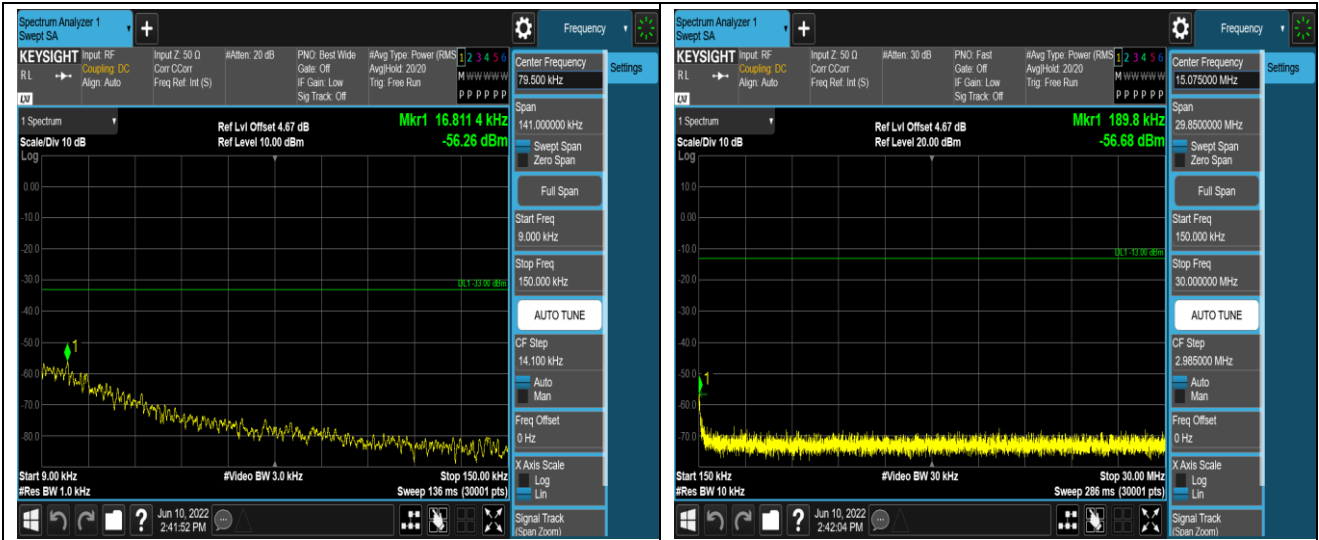 Spectrum Analyzer 1
Swept SA
+
Frequency
KEYSIGHT Input: RF Input Z: 50 Ω #Atten: 20 dB PNO: Best Wide #Avg Type: Power (RMS 1 2 3 4 5 6
RL Coupling: DC Corr CCorr Gate: Off Avg|Hold: 20/20 M W W W W W
Align: Auto Freq Ref: Int (S) IF Gain: Low Trig: Free Run
LXI Sig Track: Off P P P P P P
Center Frequency
79.500 kHz
Settings
Span
141.000000 kHz
Swept Span
Zero Span
Full Span
Start Freq
9.000 kHz
Stop Freq
150.000 kHz
AUTO TUNE
CF Step
14.100 kHz
Auto
Man
Freq Offset
0 Hz
X Axis Scale
Log
Lin
Signal Track
(Span Zoom)
1 Spectrum
Ref Lvl Offset 4.67 dB
Mkr1 16.811 4 kHz
Scale/Div 10 dB
Ref Level 10.00 dBm
-56.26 dBm
Log
0.00
-10.0
-20.0
-30.0
DL1 -33.00 dBm
-40.0
-50.0
1
-60.0
-70.0
-80.0
Start 9.00 kHz #Video BW 3.0 kHz Stop 150.00 kHz
#Res BW 1.0 kHz Sweep 136 ms (30001 pts)
?
Jun 10, 2022
2:41:52 PM
Spectrum Analyzer 1
Swept SA
+
Frequency
KEYSIGHT Input: RF Input Z: 50 Ω #Atten: 30 dB PNO: Fast #Avg Type: Power (RMS 1 2 3 4 5 6
RL Coupling: DC Corr CCorr Gate: Off Avg|Hold: 20/20 M W W W W W
Align: Auto Freq Ref: Int (S) IF Gain: Low Trig: Free Run
LXI Sig Track: Off P P P P P P
Center Frequency
15.075000 MHz
Settings
Span
29.8500000 MHz
Swept Span
Zero Span
Full Span
Start Freq
150.000 kHz
Stop Freq
30.000000 MHz
AUTO TUNE
CF Step
2.985000 MHz
Auto
Man
Freq Offset
0 Hz
X Axis Scale
Log
Lin
Signal Track
(Span Zoom)
1 Spectrum
Ref Lvl Offset 4.67 dB
Mkr1 189.8 kHz
Scale/Div 10 dB
Ref Level 20.00 dBm
-56.68 dBm
Log
10.0
0.00
-10.0
DL1 -13.00 dBm
-20.0
-30.0
-40.0
-50.0
1
-60.0
-70.0
Start 150 kHz #Video BW 30 kHz Stop 30.00 MHz
#Res BW 10 kHz Sweep 286 ms (30001 pts)
?
Jun 10, 2022
2:42:04 PM